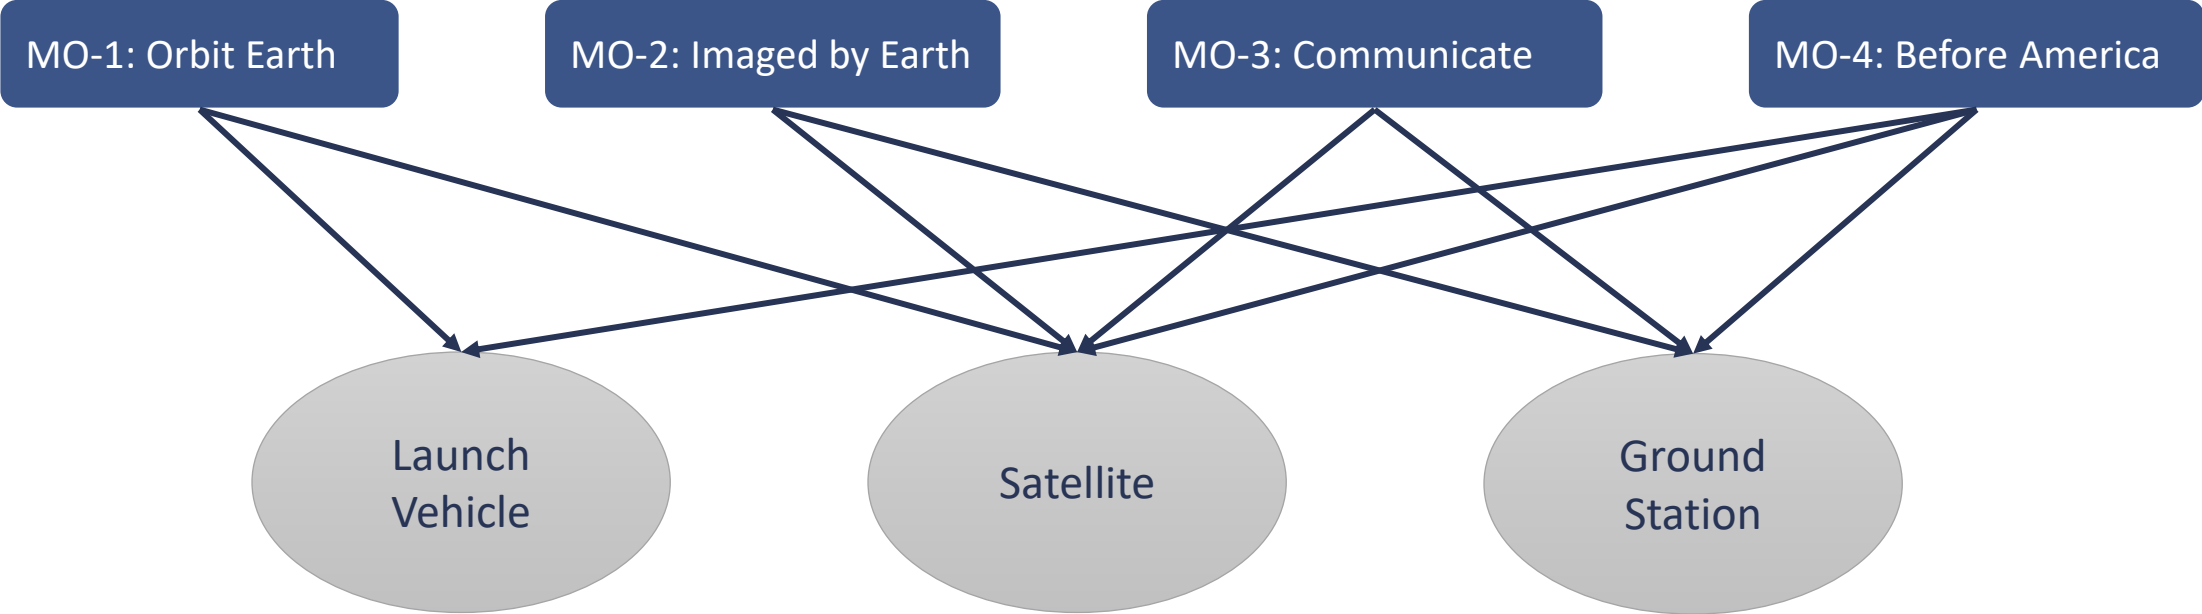 MO-1: Orbit Earth
MO-2: Imaged by Earth
MO-3: Communicate
MO-4: Before America
Launch
Vehicle
Satellite
Ground
Station